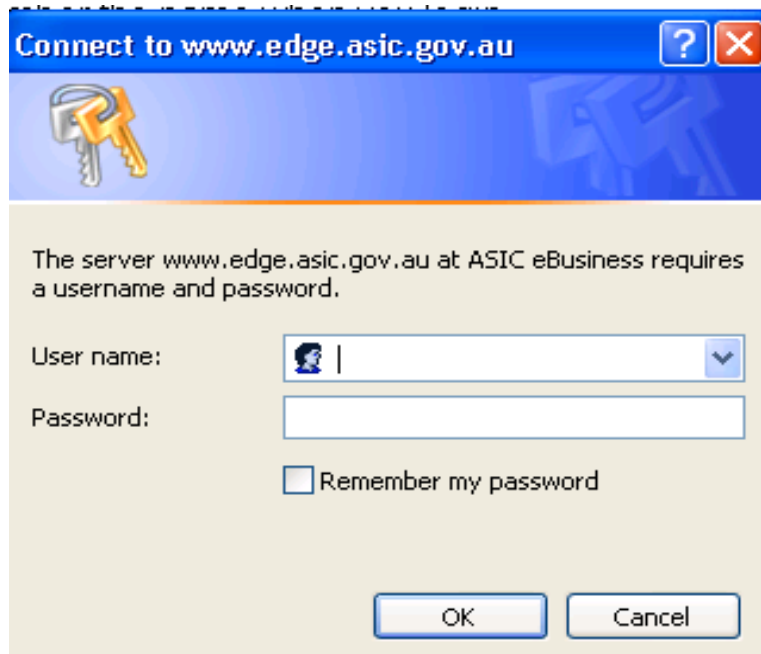 Connect to www.edge.asic.gov.au
?
The server www.edge.asic.gov.au at ASIC eBusiness requires
a username and password.
User name:
Password:
Remember my password
OK Cancel